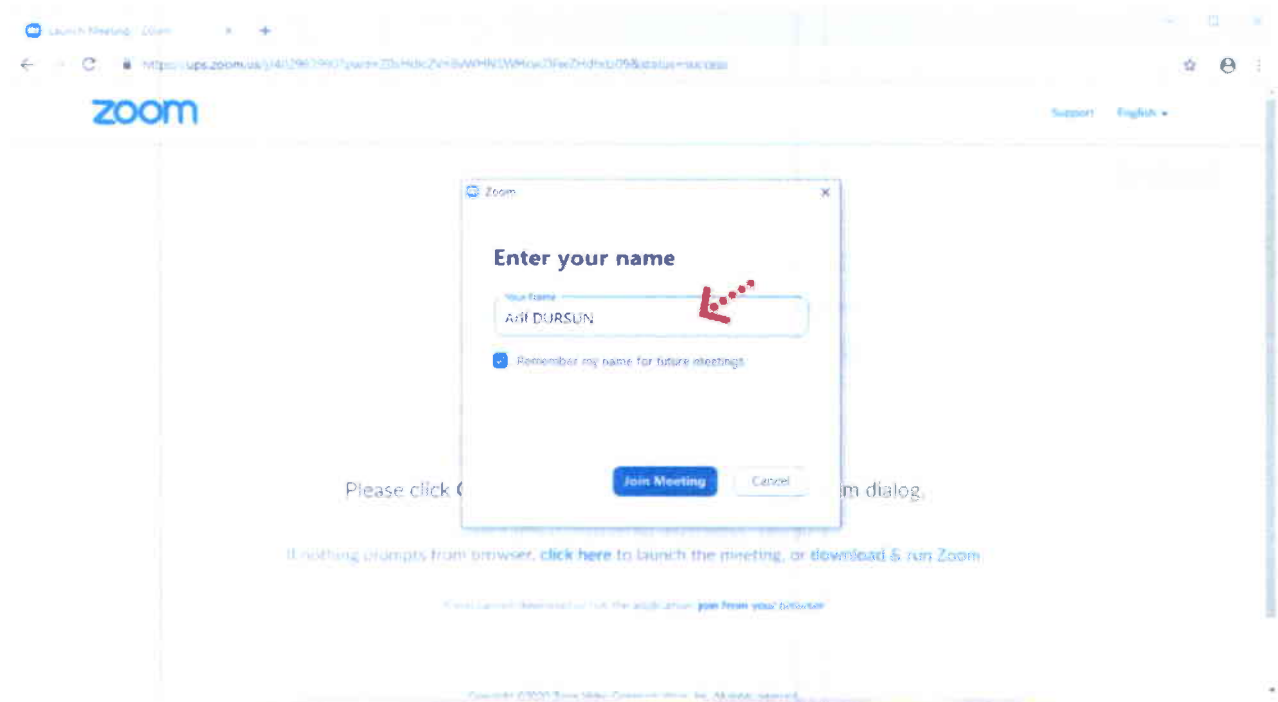 Launch Meeting - Zoom
zoom
Support English
Zoom
Enter your name
Your Name
Arif DURSUN
Remember my name for future meetings
Join Meeting Cancel
Please click
m dialog.
If nothing prompts from browser, click here to launch the meeting, or download & run Zoom
join from your browser